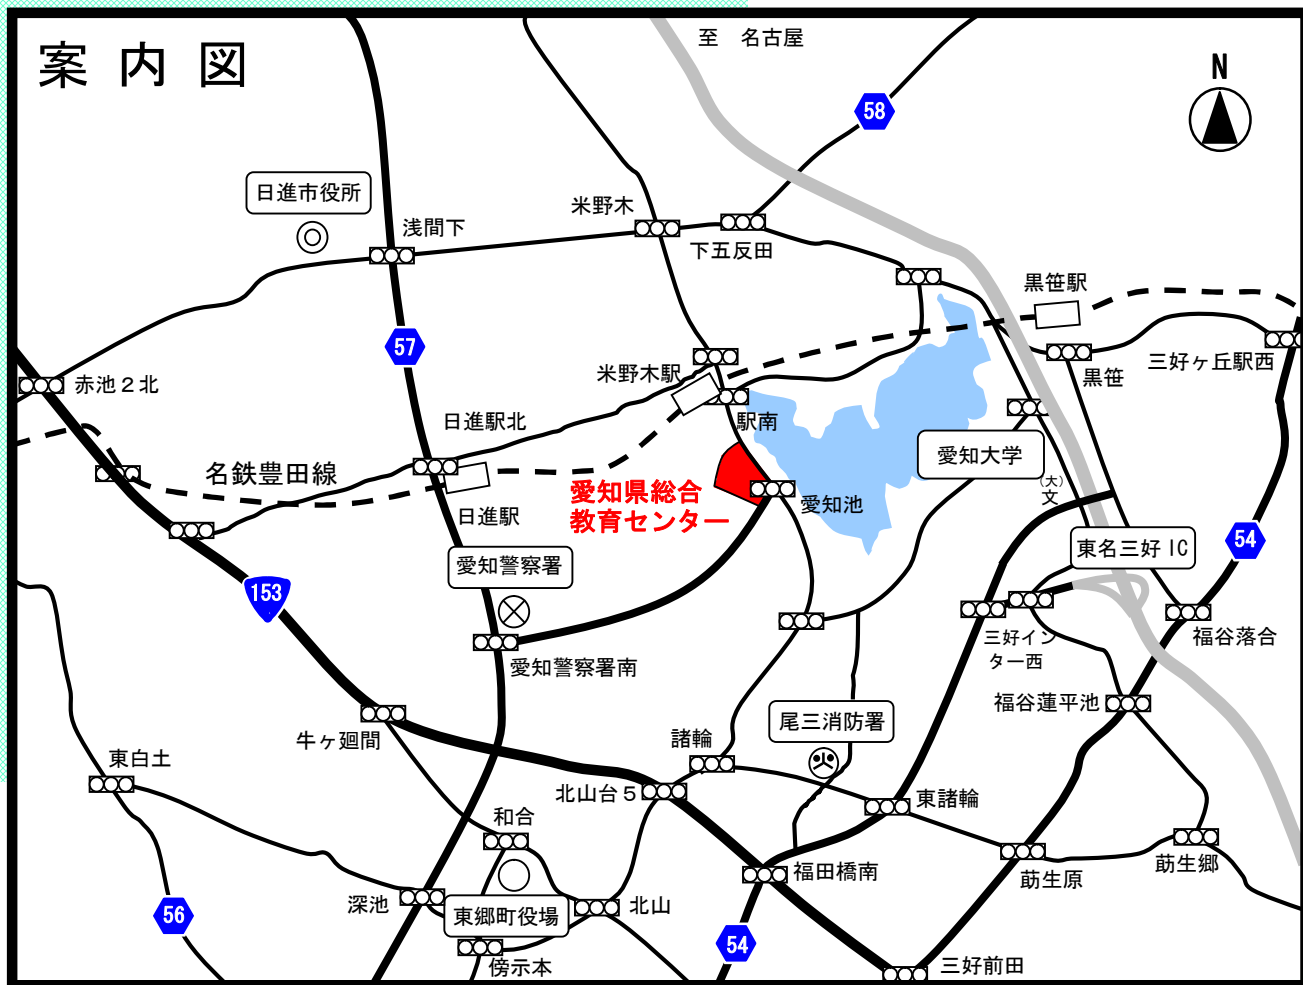 案内図
至　名古屋
N
58
日進市役所
浅間下
米野木
下五反田
黒笹駅
57
赤池２北
米野木駅
黒笹
三好ヶ丘駅西
日進駅北
駅南
名鉄豊田線
愛知県総合
教育センター
愛知池
愛知大学
(大)
文
日進駅
愛知警察署
東名三好IC
54
153
三好イン
ター西
福谷落合
愛知警察署南
福谷蓮平池
牛ヶ廻間
尾三消防署
諸輪
東白土
北山台５
東諸輪
和合
福田橋南
莇生原
莇生郷
深池
東郷町役場
北山
56
54
傍示本
三好前田